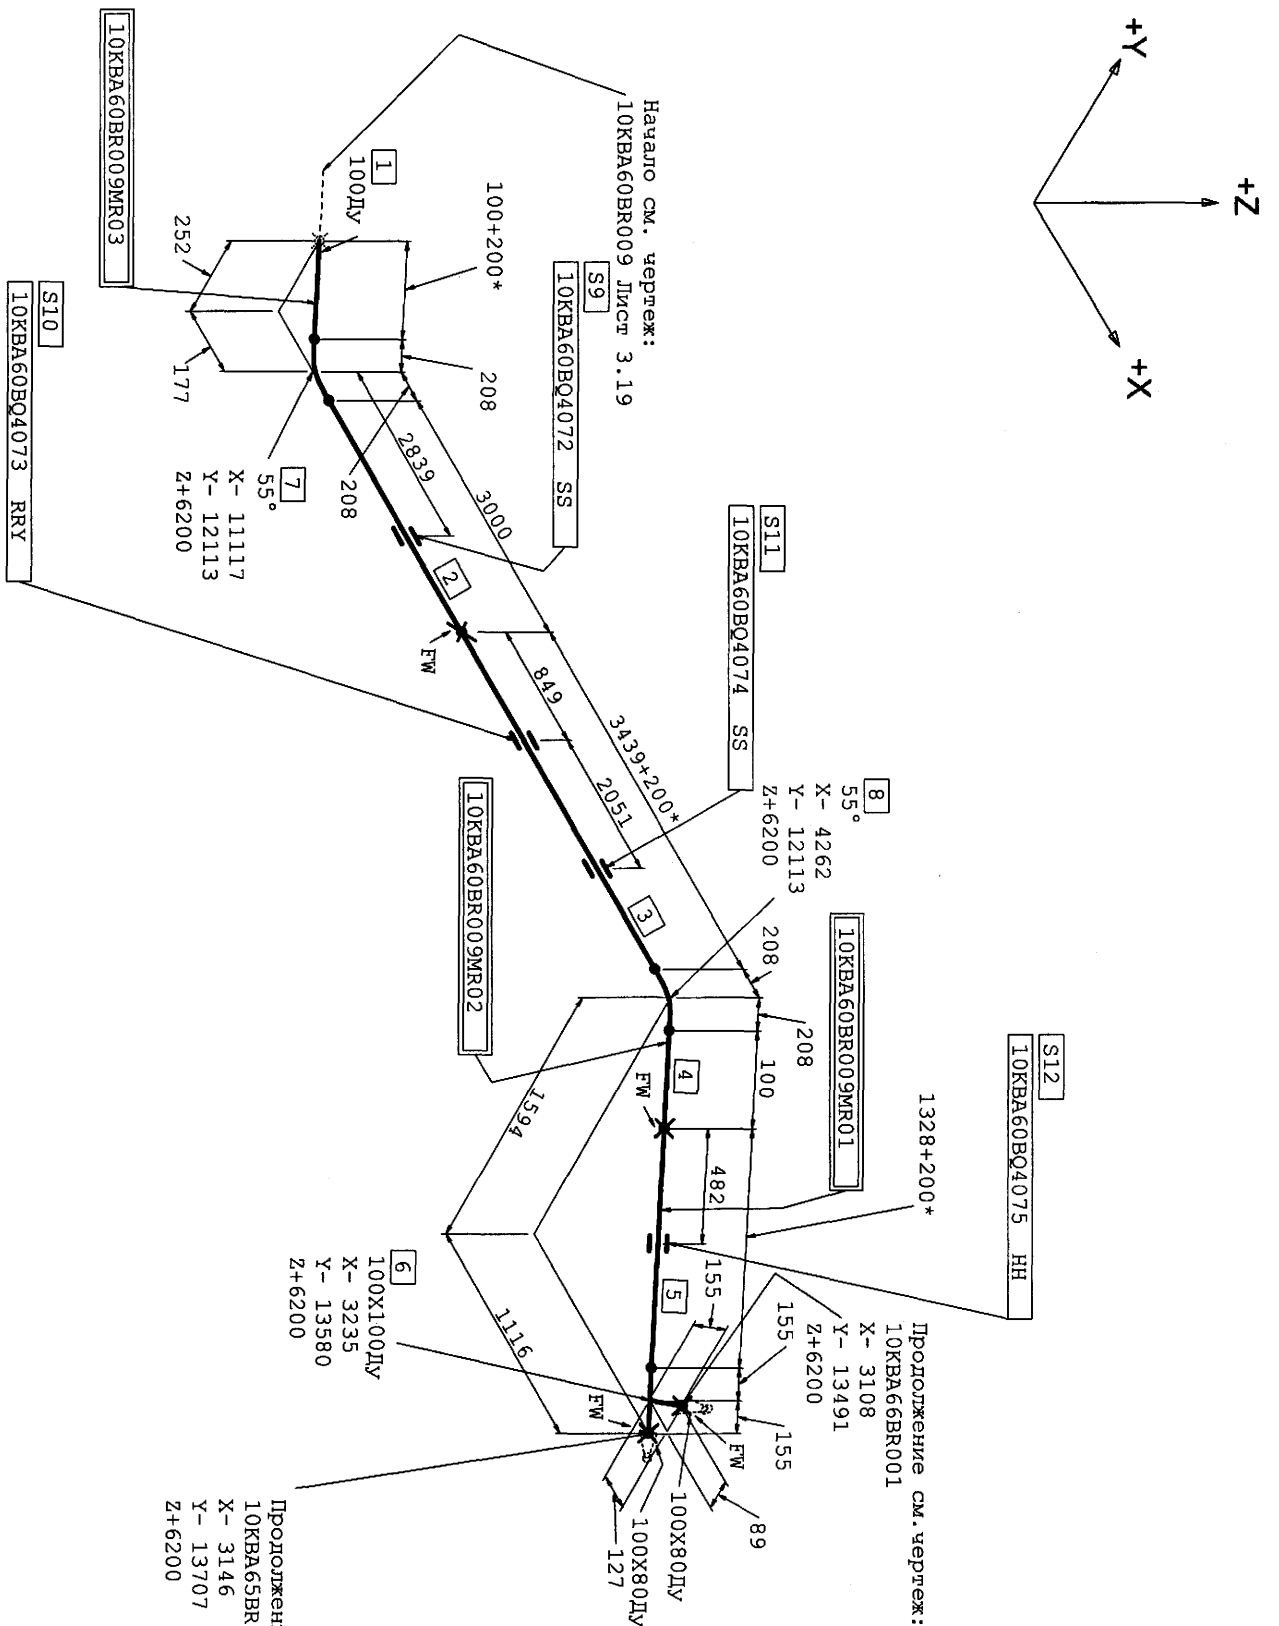 +Y
+Z
+X
Начало см. чертеж:
10KBA60BR009 Лист 3.19
1
100Ду
10KBA60BR009MR03
100+200*
S9
10KBA60BQ4072 SS
252
177
208
208
S10
10KBA60BQ4073 RRY
7
55°
X- 11117
Y- 12113
Z+6200
2839
3000
2
FW
S11
10KBA60BQ4074 SS
849
2051
3439+200*
8
55°
X- 4262
Y- 12113
Z+6200
3
10KBA60BR009MR02
208
208
100
10KBA60BR009MR01
4
FW
S12
10KBA60BQ4075 HH
1328+200*
482
1594
1116
5
155
155
155
6
100X100Ду
X- 3235
Y- 13580
Z+6200
Продолжение см.чертеж:
10KBA66BR001
X- 3108
Y- 13491
Z+6200
FW
FW
89
127
100X80Ду
100X80Ду
Продолжен
10KBA65BR
X- 3146
Y- 13707
Z+6200